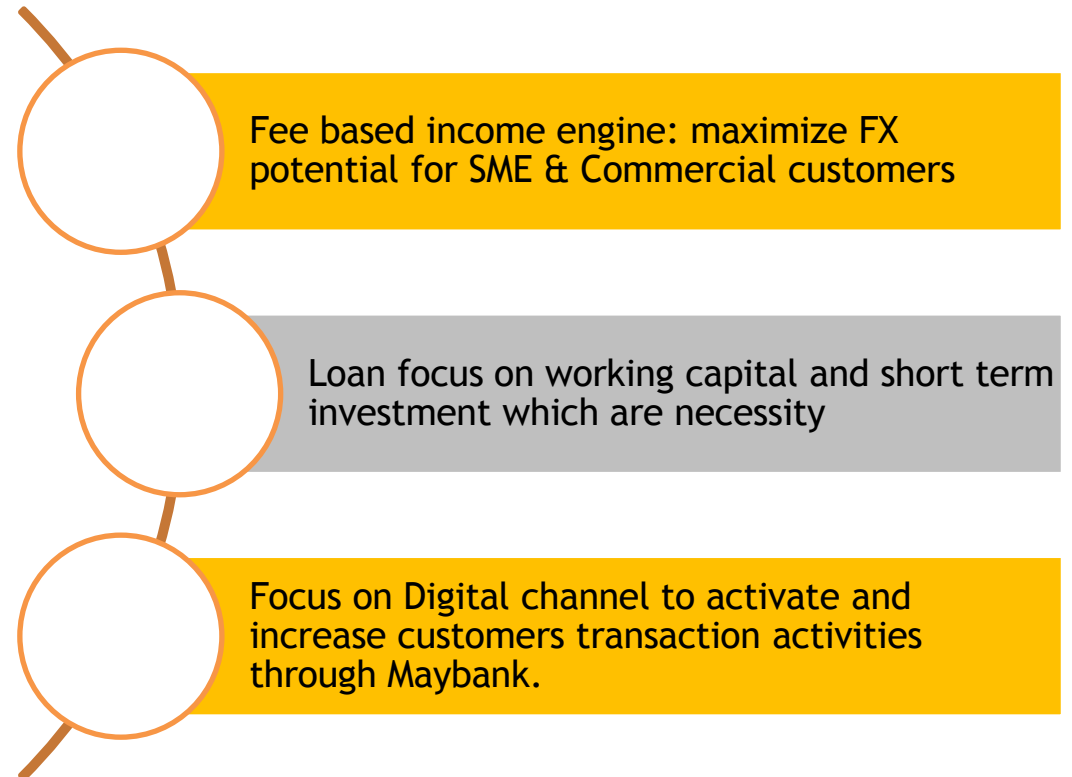 Fee based income engine: maximize FX
potential for SME & Commercial customers
Loan focus on working capital and short term
investment which are necessity
Focus on Digital channel to activate and
increase customers transaction activities
through Maybank.